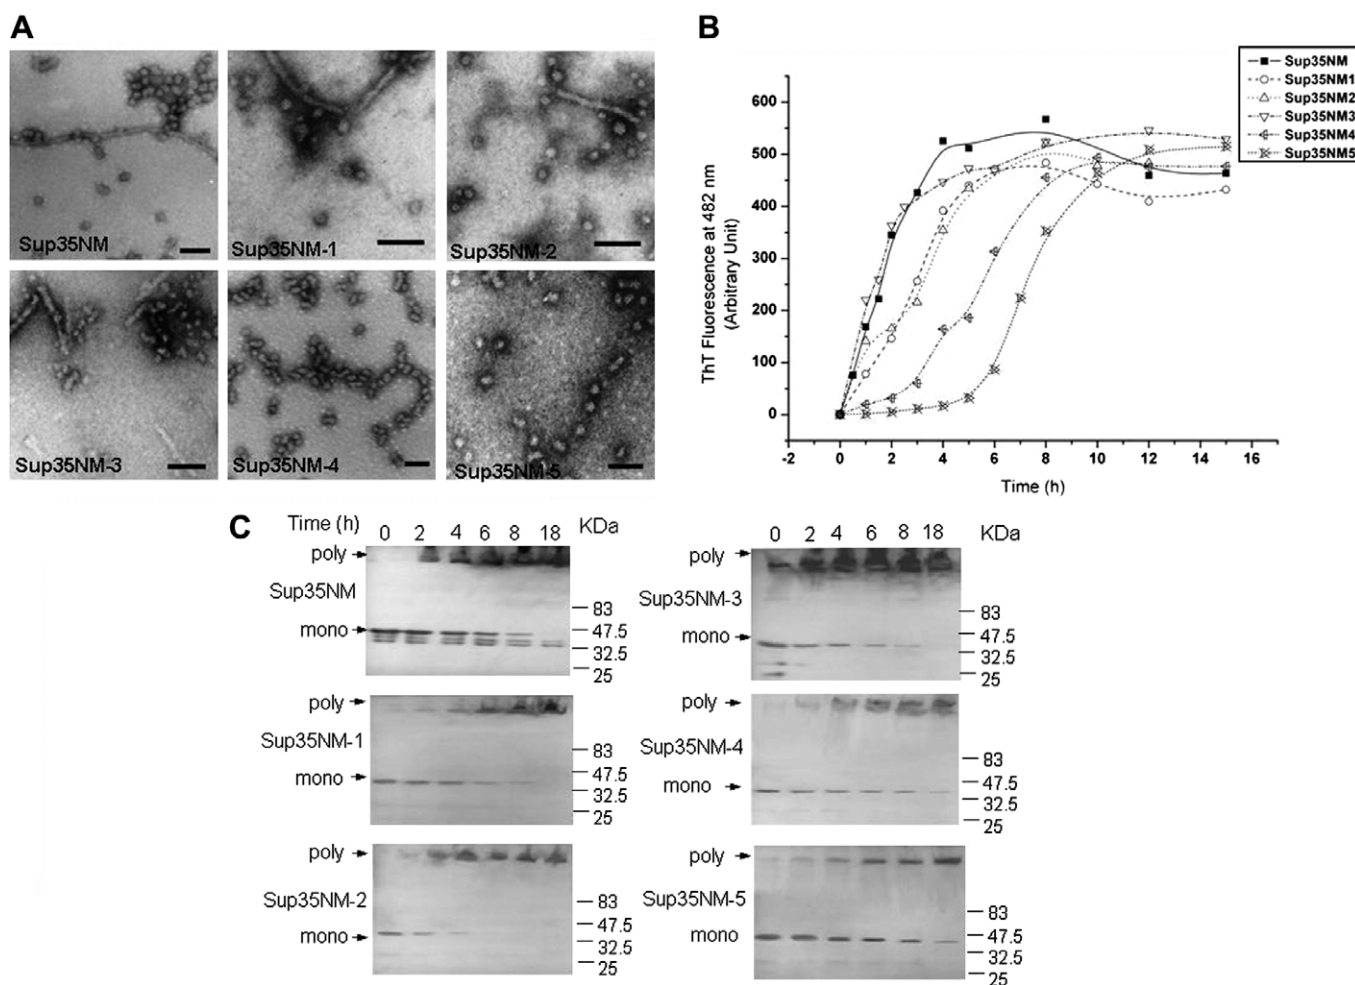 A
Sup35NM
Sup35NM-1
Sup35NM-2
Sup35NM-3
Sup35NM-4
Sup35NM-5
B
ThT Fluorescence at 482 nm
(Arbitrary Unit)
600
500
400
300
200
100
0
-2 0 2 4 6 8 10 12 14 16
Time (h)
Sup35NM
Sup35NM1
Sup35NM2
Sup35NM3
Sup35NM4
Sup35NM5
C
Time (h) 0 2 4 6 8 18 KDa
poly
Sup35NM
mono
83
47.5
32.5
25
poly
Sup35NM-1
mono
83
47.5
32.5
25
poly
Sup35NM-2
mono
83
47.5
32.5
25
0 2 4 6 8 18 KDa
poly
Sup35NM-3
mono
83
47.5
32.5
25
poly
Sup35NM-4
mono
83
47.5
32.5
25
poly
Sup35NM-5
mono
83
47.5
32.5
25